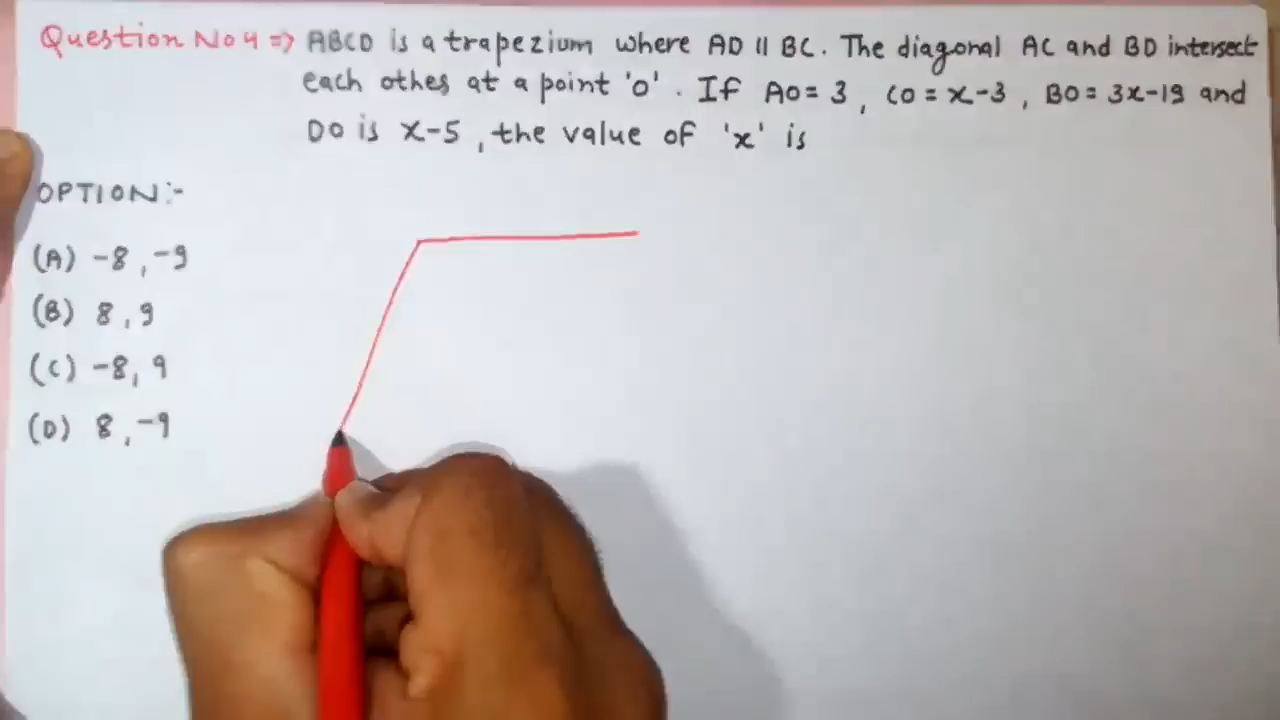 Question No 4 => ABCD is a trapezium where AD || BC. The diagonal AC and BD intersect
each othes at a point 'O'. If AO = 3, CO = x-3, BO = 3x-19 and
DO is x-5, the value of 'x' is
OPTION:-
(A) -8, -9
(B) 8, 9
(C) -8, 9
(D) 8, -9